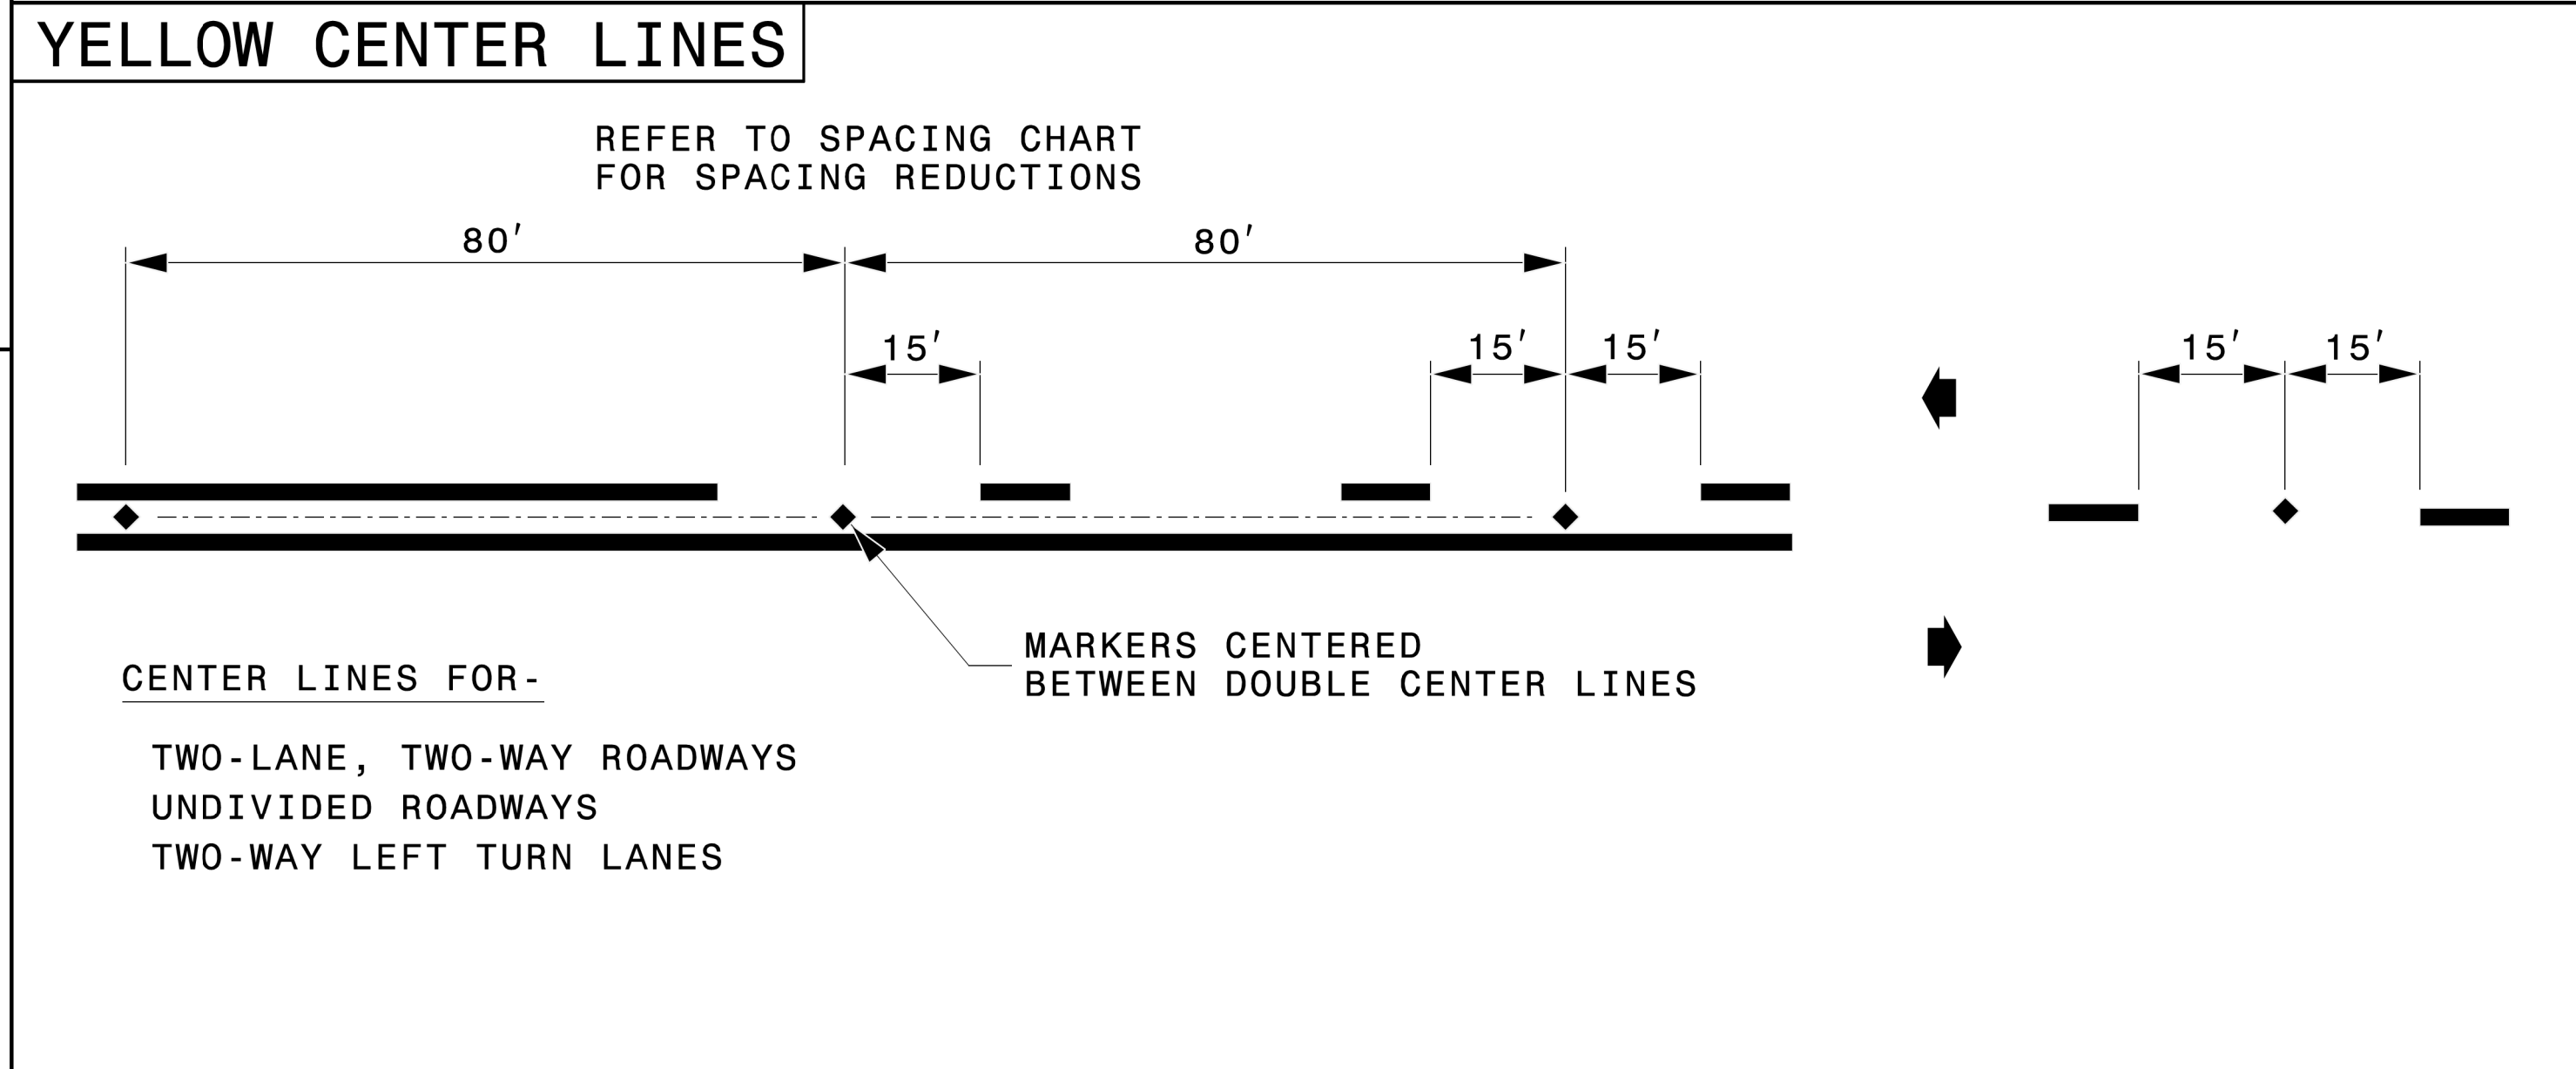 YELLOW CENTER LINES
REFER TO SPACING CHART
FOR SPACING REDUCTIONS
80'
80'
15'
15'
15'
15'
15'
MARKERS CENTERED
BETWEEN DOUBLE CENTER LINES
CENTER LINES FOR-
TWO-LANE, TWO-WAY ROADWAYS
UNDIVIDED ROADWAYS
TWO-WAY LEFT TURN LANES